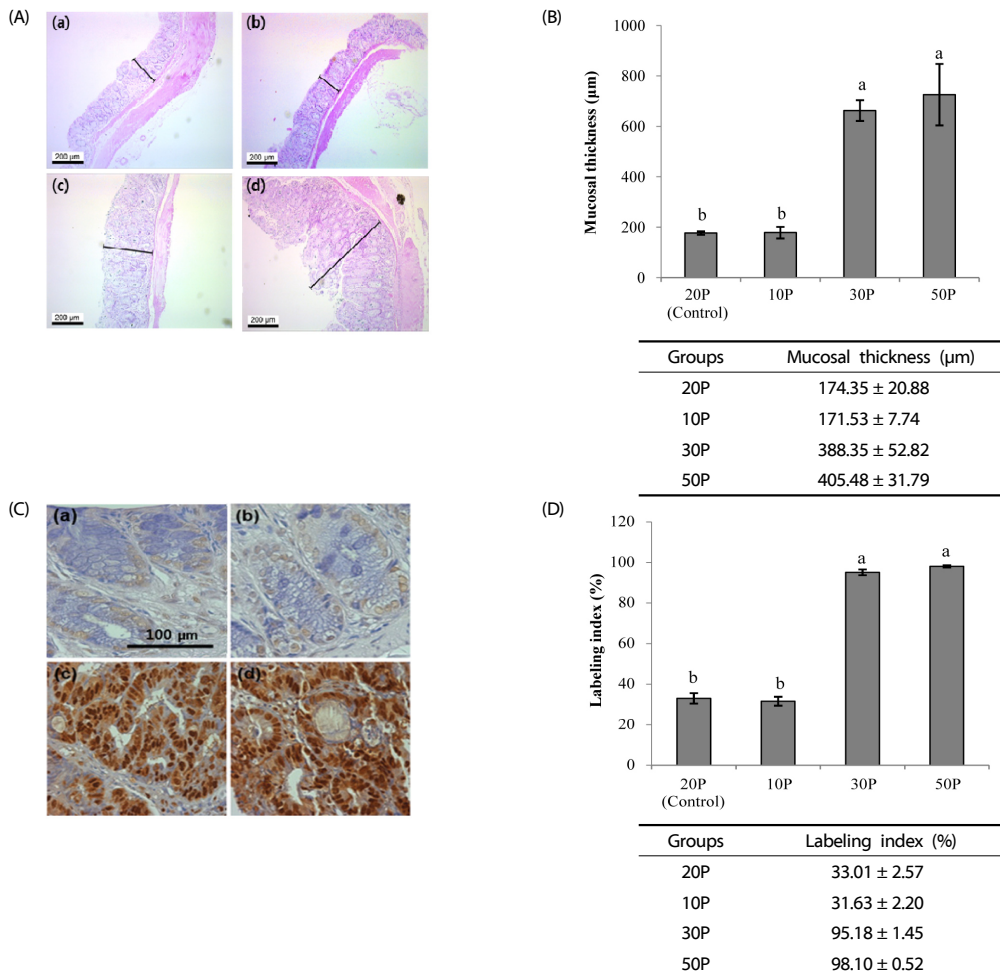 (A)
(a)
200 µm
(b)
200 µm
(c)
200 µm
(d)
200 µm
(B)
Mucosal thickness (µm)
1000
800
600
400
200
0
b
b
a
a
20P
(Control)
10P
30P
50P
Groups Mucosal thickness (µm)
20P 174.35 ± 20.88
10P 171.53 ± 7.74
30P 388.35 ± 52.82
50P 405.48 ± 31.79
(C)
(a)
100 µm
(b)
(c)
(d)
(D)
Labeling index (%)
120
100
80
60
40
20
0
b
b
a
a
20P
(Control)
10P
30P
50P
Groups Labeling index (%)
20P 33.01 ± 2.57
10P 31.63 ± 2.20
30P 95.18 ± 1.45
50P 98.10 ± 0.52